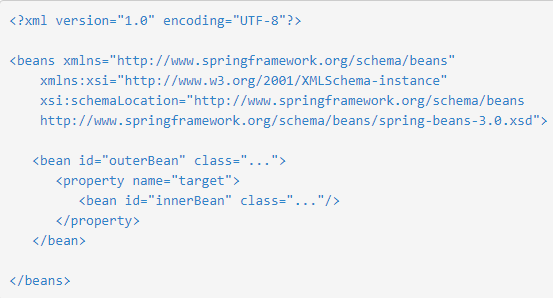 <?xml version="1.0" encoding="UTF-8"?>
<beans xmlns="http://www.springframework.org/schema/beans"
xmlns:xsi="http://www.w3.org/2001/XMLSchema-instance"
xsi:schemaLocation="http://www.springframework.org/schema/beans
http://www.springframework.org/schema/beans/spring-beans-3.0.xsd">
<bean id="outerBean" class="...">
<property name="target">
<bean id="innerBean" class="..."/>
</property>
</bean>
</beans>